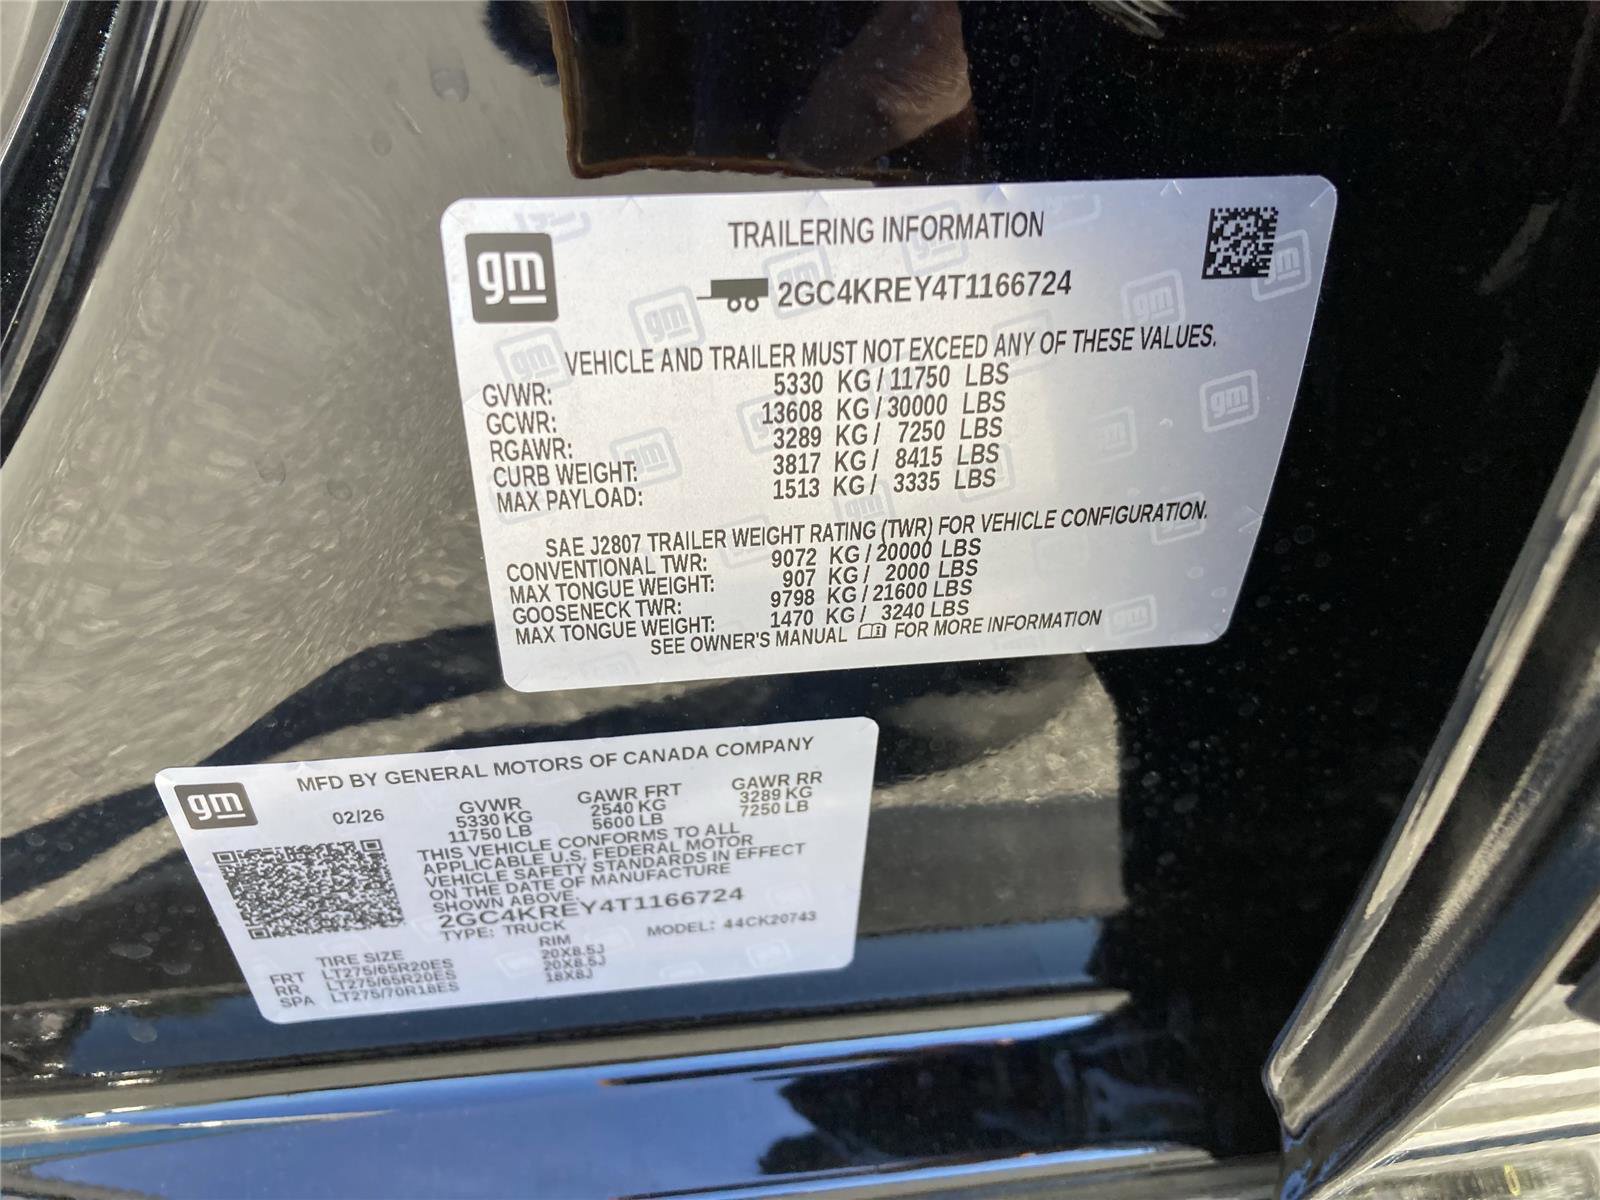 gm
TRAILERING INFORMATION
2GC4KREY4T1166724
VEHICLE AND TRAILER MUST NOT EXCEED ANY OF THESE VALUES.
GVWR: 5330 KG / 11750 LBS
GCWR: 13608 KG / 30000 LBS
RGAWR: 3289 KG / 7250 LBS
CURB WEIGHT: 3817 KG / 8415 LBS
MAX PAYLOAD: 1513 KG / 3335 LBS
SAE J2807 TRAILER WEIGHT RATING (TWR) FOR VEHICLE CONFIGURATION.
CONVENTIONAL TWR: 9072 KG / 20000 LBS
MAX TONGUE WEIGHT: 907 KG / 2000 LBS
GOOSENECK TWR: 9798 KG / 21600 LBS
MAX TONGUE WEIGHT: 1470 KG / 3240 LBS
SEE OWNER'S MANUAL FOR MORE INFORMATION
gm
MFD BY GENERAL MOTORS OF CANADA COMPANY
02/26 GVWR GAWR FRT GAWR RR
5330 KG 2540 KG 3289 KG
11750 LB 5600 LB 7250 LB
THIS VEHICLE CONFORMS TO ALL
APPLICABLE U.S. FEDERAL MOTOR
VEHICLE SAFETY STANDARDS IN EFFECT
ON THE DATE OF MANUFACTURE
SHOWN ABOVE.
2GC4KREY4T1166724
TYPE: TRUCK MODEL: 44CK20743
TIRE SIZE RIM
FRT LT275/65R20ES 20X8.5J
RR LT275/65R20ES 20X8.5J
SPA LT275/70R18ES 18X8J